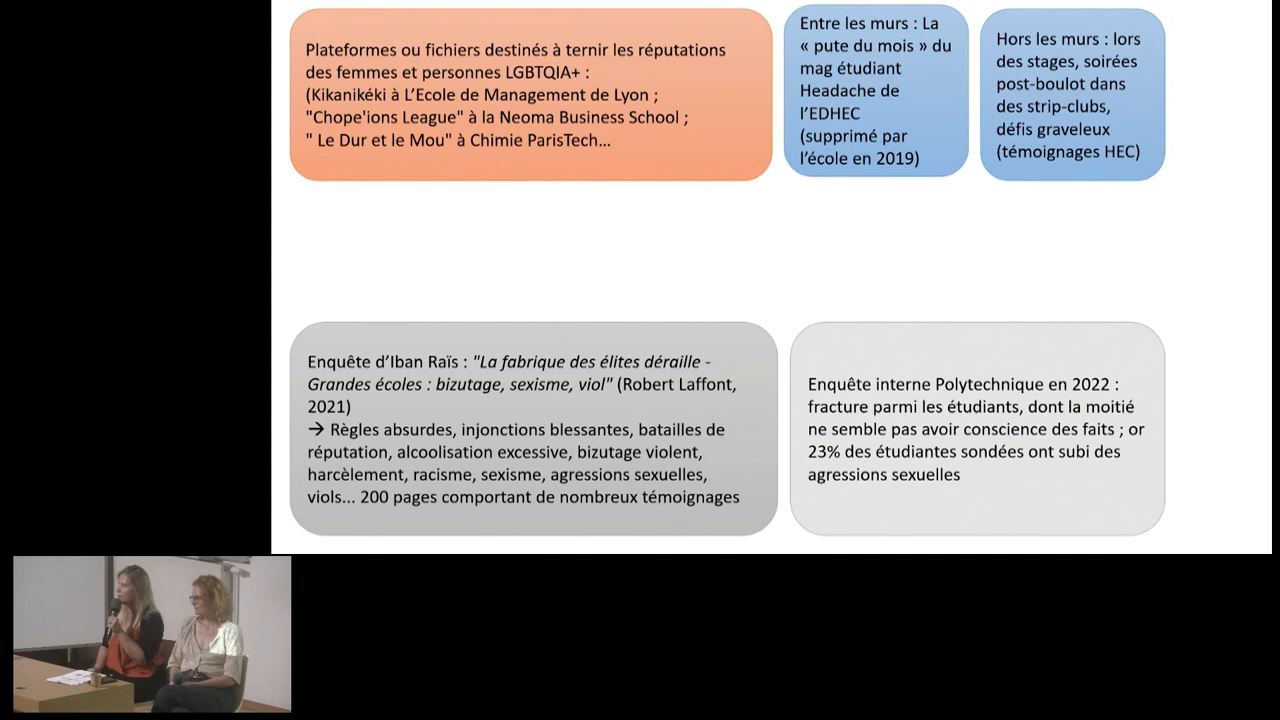 Plateformes ou fichiers destinés à ternir les réputations
des femmes et personnes LGBTQIA+ :
(Kikanikéki à L'Ecole de Management de Lyon ;
"Chope'ions League" à la Neoma Business School ;
" Le Dur et le Mou" à Chimie ParisTech…
Entre les murs : La
« pute du mois » du
mag étudiant
Headache de
l'EDHEC
(supprimé par
l'école en 2019)
Hors les murs : lors
des stages, soirées
post-boulot dans
des strip-clubs,
défis graveleux
(témoignages HEC)
Enquête d'Iban Raïs : "La fabrique des élites déraille -
Grandes écoles : bizutage, sexisme, viol" (Robert Laffont,
2021)
→ Règles absurdes, injonctions blessantes, batailles de
réputation, alcoolisation excessive, bizutage violent,
harcèlement, racisme, sexisme, agressions sexuelles,
viols... 200 pages comportant de nombreux témoignages
Enquête interne Polytechnique en 2022 :
fracture parmi les étudiants, dont la moitié
ne semble pas avoir conscience des faits ; or
23% des étudiantes sondées ont subi des
agressions sexuelles